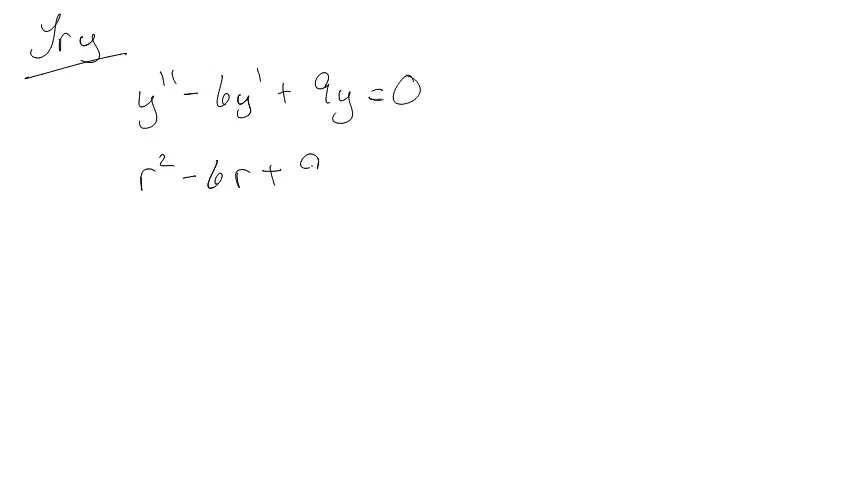 Try
y'' - 6y' + 9y = 0
r² - 6r + 9